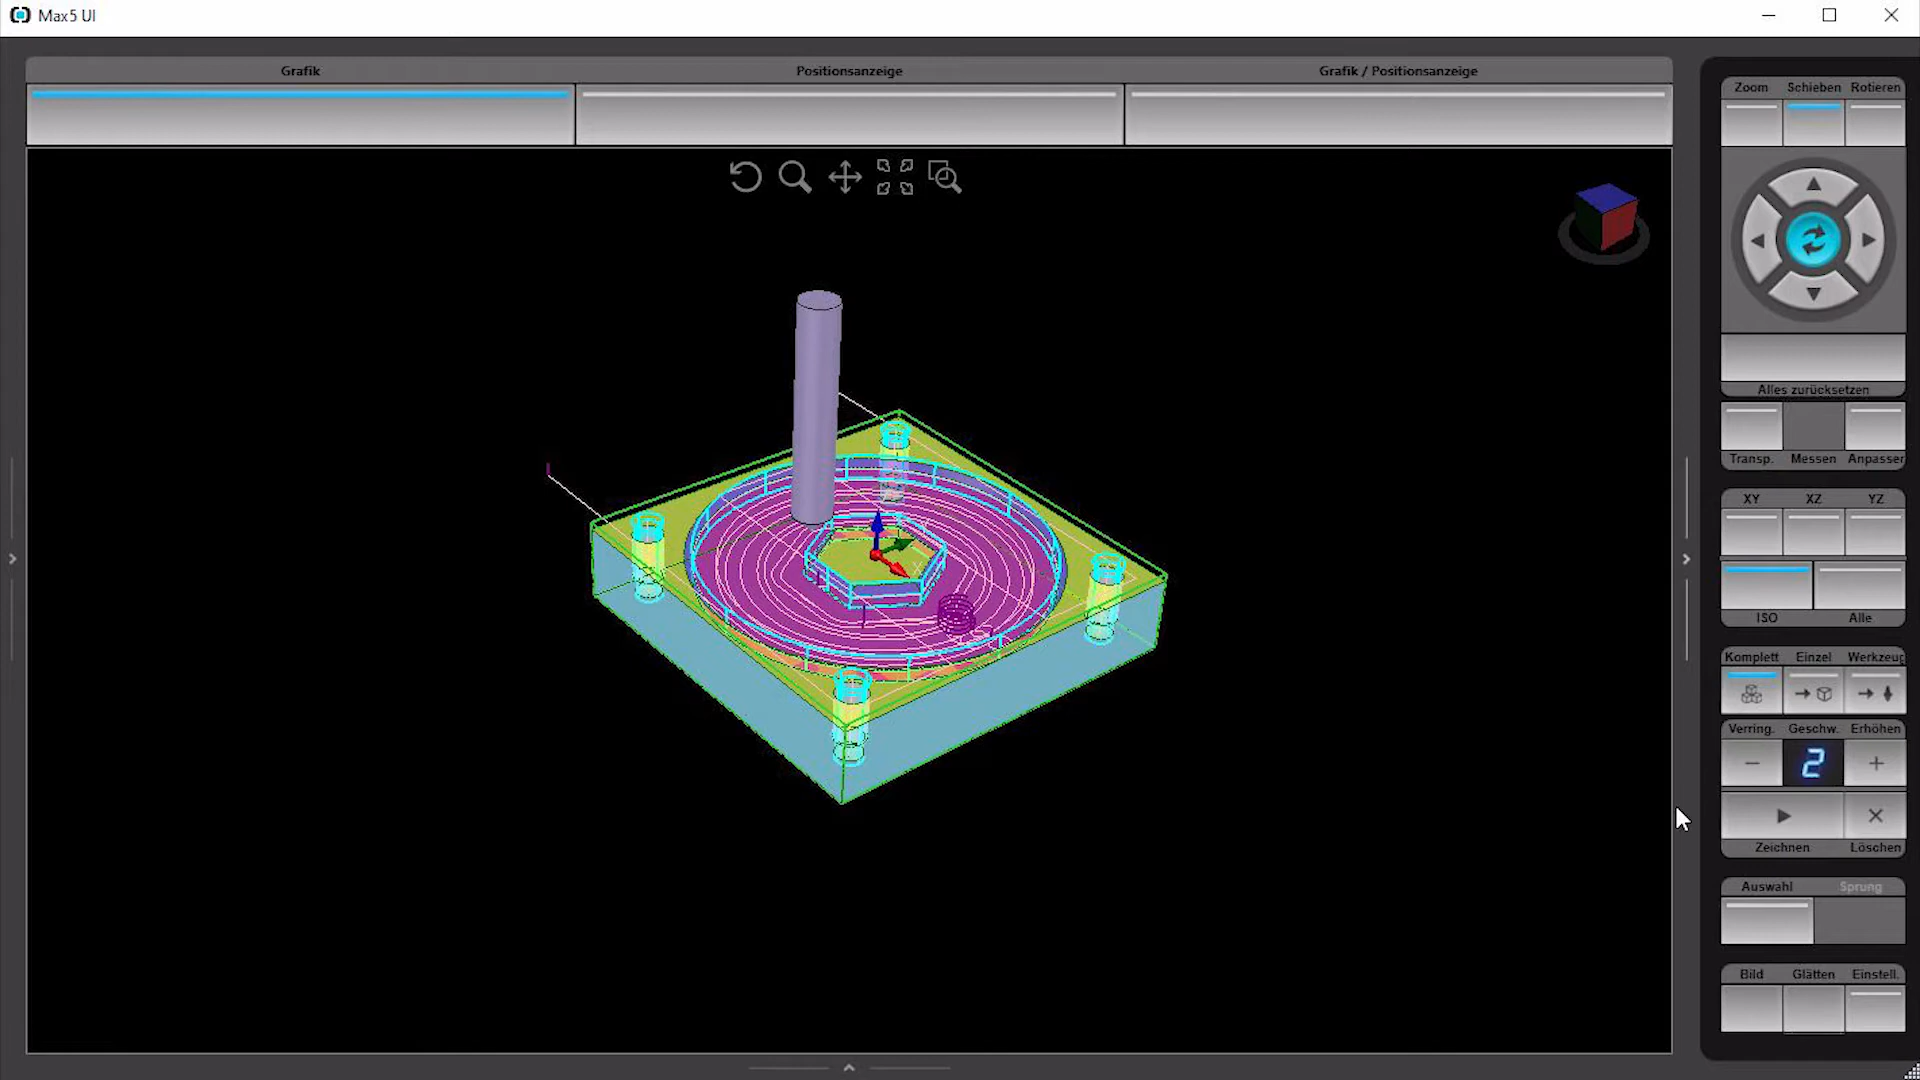 Max5 UI
Grafik
Positionsanzeige
Grafik / Positionsanzeige
Zoom Schieben Rotieren
Alles zurücksetzen
Transp. Messen Anpassen
XY XZ YZ
ISO Alle
Komplett Einzel Werkzeug
Verring. Geschw. Erhöhen
2
Zeichnen Löschen
Auswahl Sprung
Bild Glätten Einstell.
X